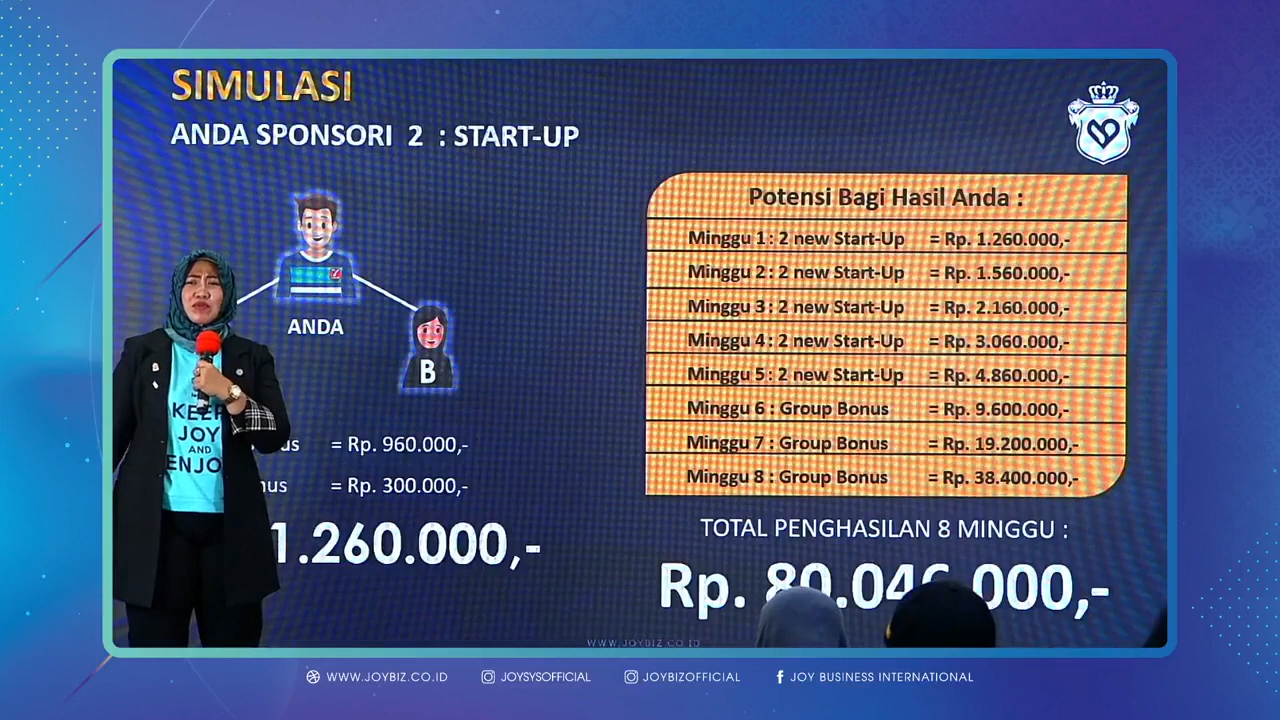 SIMULASI
ANDA SPONSORI 2 : START-UP
ANDA
B
= Rp. 960.000,-
= Rp. 300.000,-
1.260.000,-
KEEP
JOY
AND
ENJO
Potensi Bagi Hasil Anda :
Minggu 1 : 2 new Start-Up = Rp. 1.260.000,-
Minggu 2 : 2 new Start-Up = Rp. 1.560.000,-
Minggu 3 : 2 new Start-Up = Rp. 2.160.000,-
Minggu 4 : 2 new Start-Up = Rp. 3.060.000,-
Minggu 5 : 2 new Start-Up = Rp. 4.860.000,-
Minggu 6 : Group Bonus = Rp. 9.600.000,-
Minggu 7 : Group Bonus = Rp. 19.200.000,-
Minggu 8 : Group Bonus = Rp. 38.400.000,-
TOTAL PENGHASILAN 8 MINGGU :
Rp. 80.04 000,-
WWW.JOYBIZ.CO.ID
WWW.JOYBIZ.CO.ID JOYSYSOFFICIAL JOYBIZOFFICIAL JOY BUSINESS INTERNATIONAL